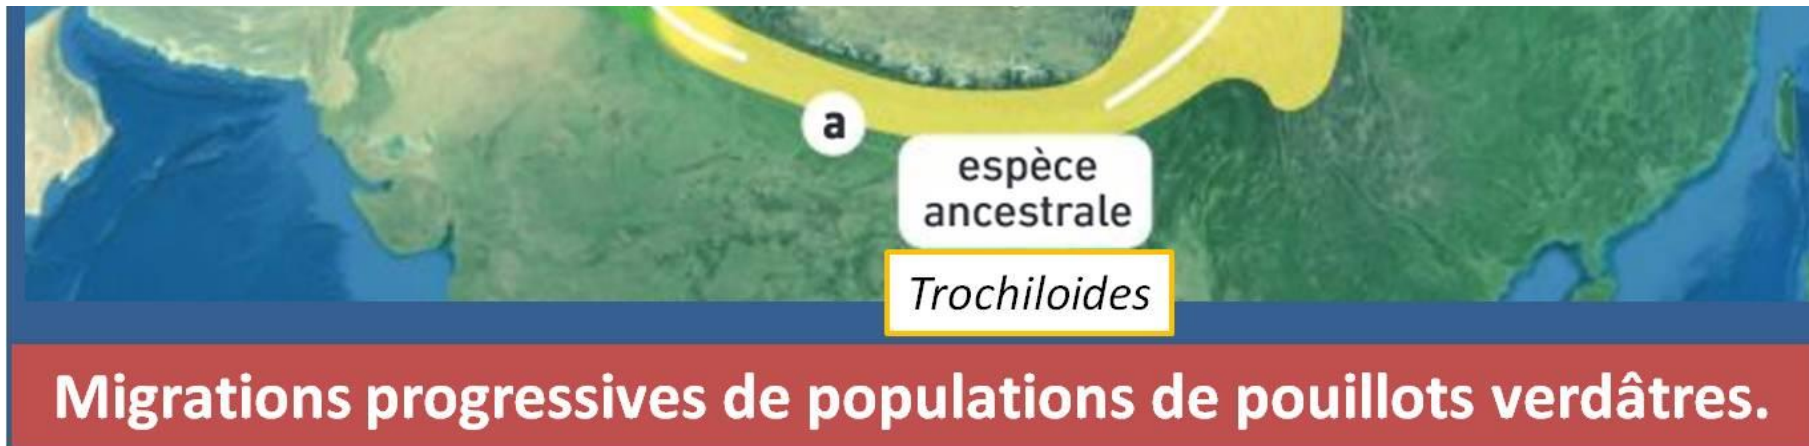 a
espèce
ancestrale
Trochiloides
Migrations progressives de populations de pouillots verdâtres.